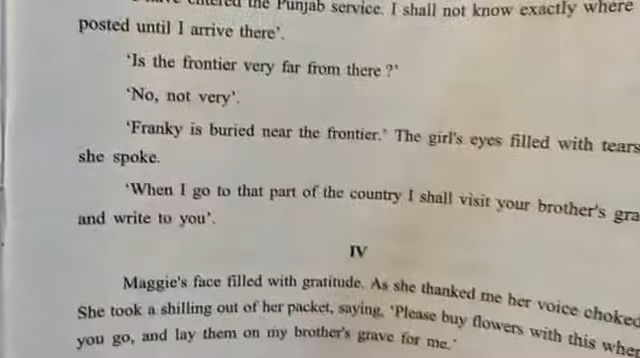 entered the Punjab service. I shall not know exactly where
posted until I arrive there'.
'Is the frontier very far from there ?'
'No, not very'.
'Franky is buried near the frontier.' The girl's eyes filled with tears
she spoke.
'When I go to that part of the country I shall visit your brother's gra
and write to you'.
IV
Maggie's face filled with gratitude. As she thanked me her voice choked
She took a shilling out of her packet, saying, 'Please buy flowers with this when
you go, and lay them on my brother's grave for me.'